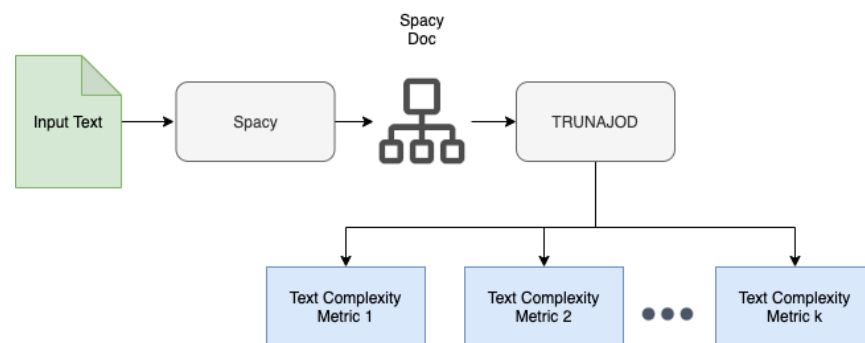 Spacy
Doc
Input Text
Spacy
TRUNAJOD
Text Complexity
Metric 1
Text Complexity
Metric 2
Text Complexity
Metric k